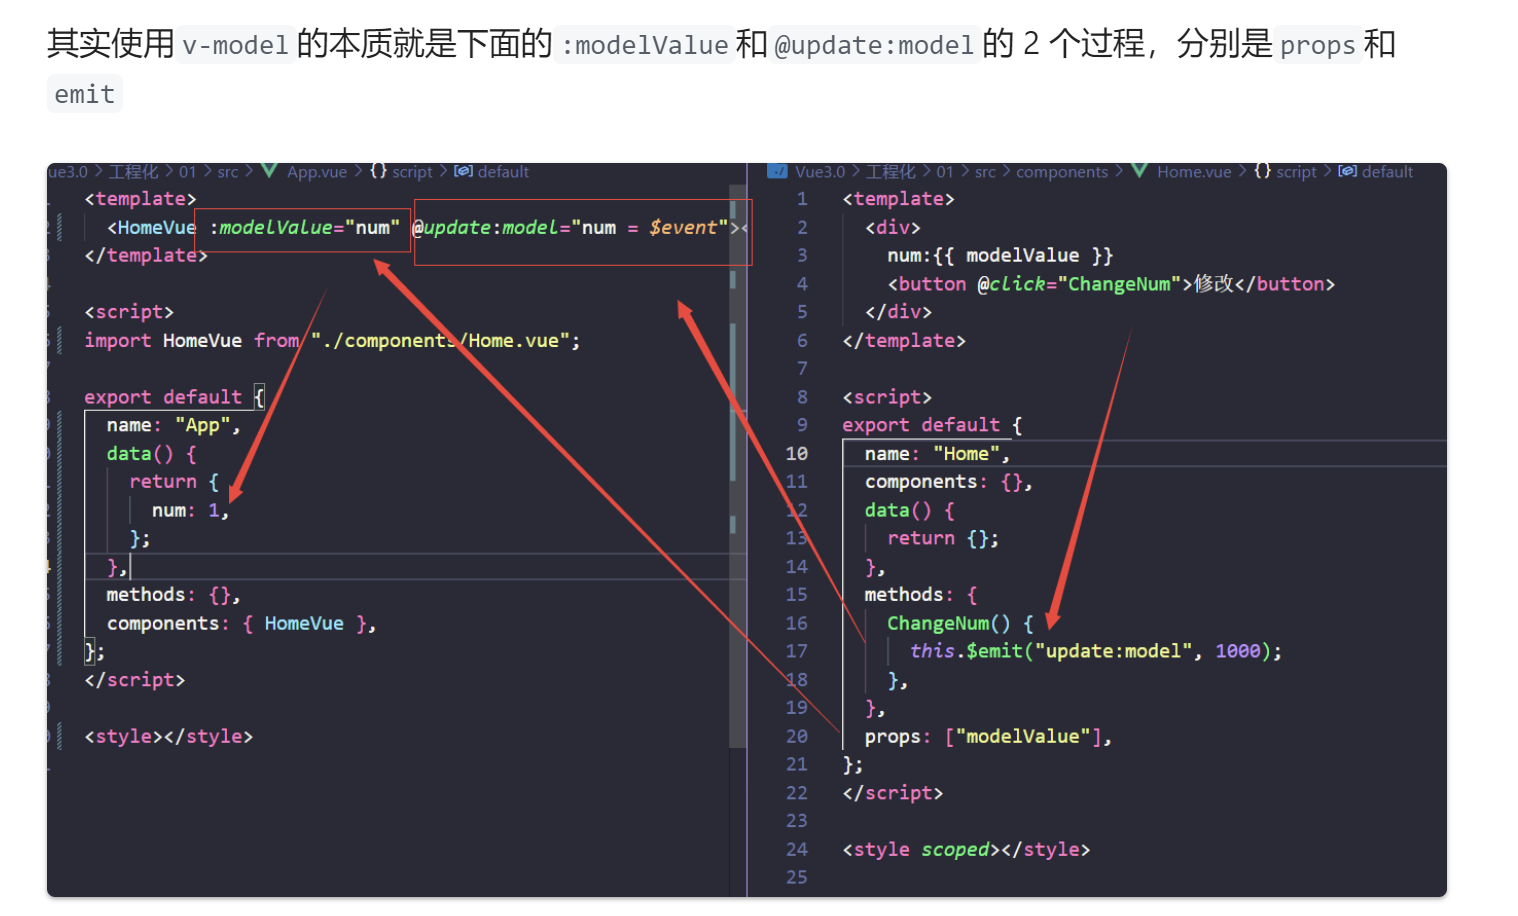 其实使用 v-model 的本质就是下面的 :modelValue 和 @update:model 的 2 个过程，分别是 props 和
emit
ue3.0 > 工程化 > 01 > src > App.vue > {} script > default
<template>
<HomeVue :modelValue="num" @update:model="num = $event"><
</template>
<script>
import HomeVue from "./components/Home.vue";
export default {
name: "App",
data() {
return {
num: 1,
};
},
methods: {},
components: { HomeVue },
};
</script>
<style></style>
Vue3.0 > 工程化 > 01 > src > components > Home.vue > {} script > default
1 <template>
2 <div>
3 num:{{ modelValue }}
4 <button @click="ChangeNum">修改</button>
5 </div>
6 </template>
7
8 <script>
9 export default {
10 name: "Home",
11 components: {},
12 data() {
13 return {};
14 },
15 methods: {
16 ChangeNum() {
17 this.$emit("update:model", 1000);
18 },
19 },
20 props: ["modelValue"],
21 };
22 </script>
23
24 <style scoped></style>
25